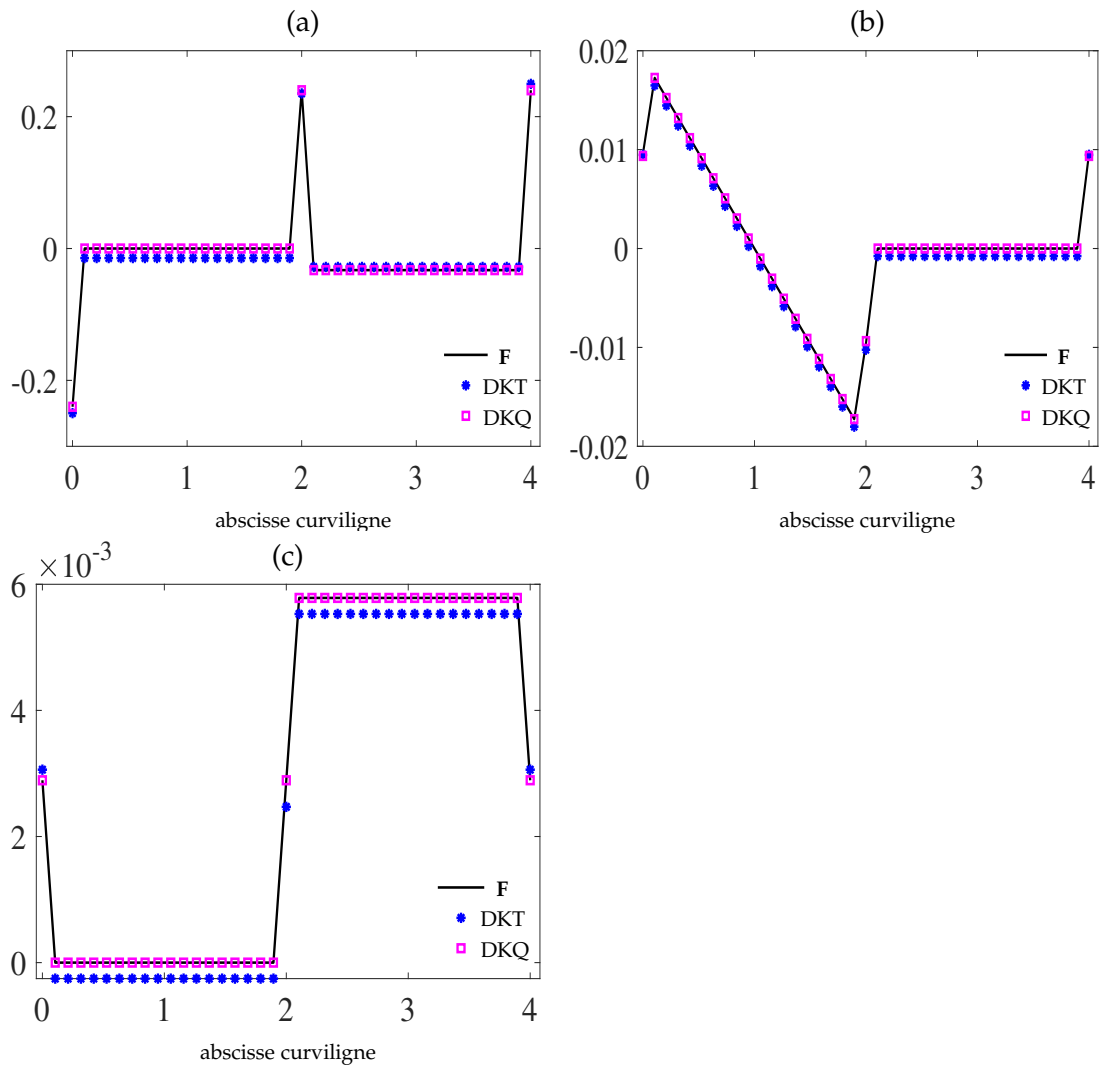 (a)
0.2
0
-0.2
0
1
2
3
4
F
DKT
DKQ
abscisse curviligne
(b)
0.02
0.01
0
-0.01
-0.02
0
1
2
3
4
F
DKT
DKQ
abscisse curviligne
(c)
×10⁻³
6
4
2
0
0
1
2
3
4
F
DKT
DKQ
abscisse curviligne